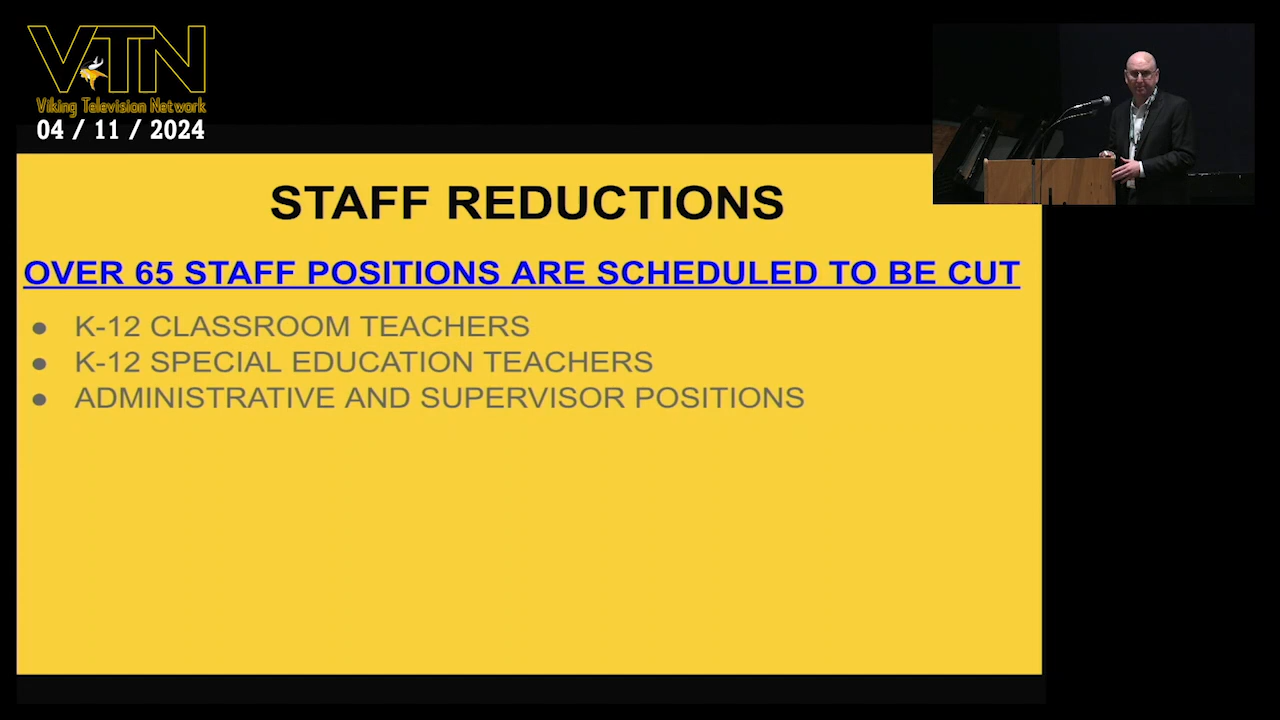 VTN
Viking Television Network
04 / 11 / 2024
STAFF REDUCTIONS
OVER 65 STAFF POSITIONS ARE SCHEDULED TO BE CUT
● K-12 CLASSROOM TEACHERS
● K-12 SPECIAL EDUCATION TEACHERS
● ADMINISTRATIVE AND SUPERVISOR POSITIONS